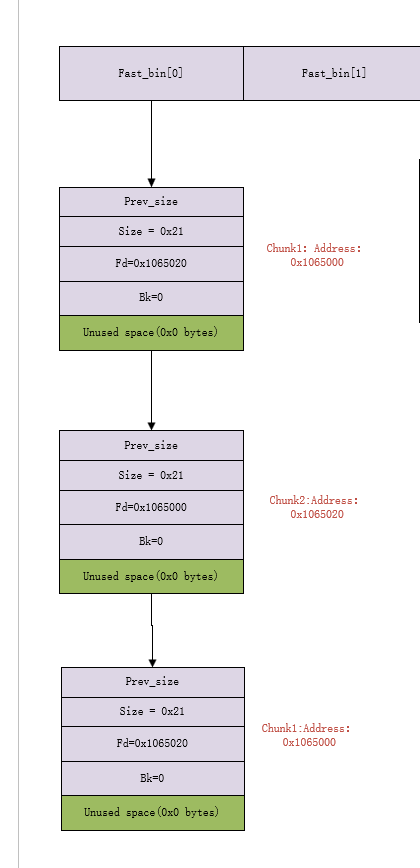 Fast_bin[0] Fast_bin[1]
Prev_size
Size = 0x21
Fd=0x1065020
Bk=0
Unused space(0x0 bytes)
Chunk1: Address:
0x1065000
Prev_size
Size = 0x21
Fd=0x1065000
Bk=0
Unused space(0x0 bytes)
Chunk2:Address:
0x1065020
Prev_size
Size = 0x21
Fd=0x1065020
Bk=0
Unused space(0x0 bytes)
Chunk1:Address:
0x1065000